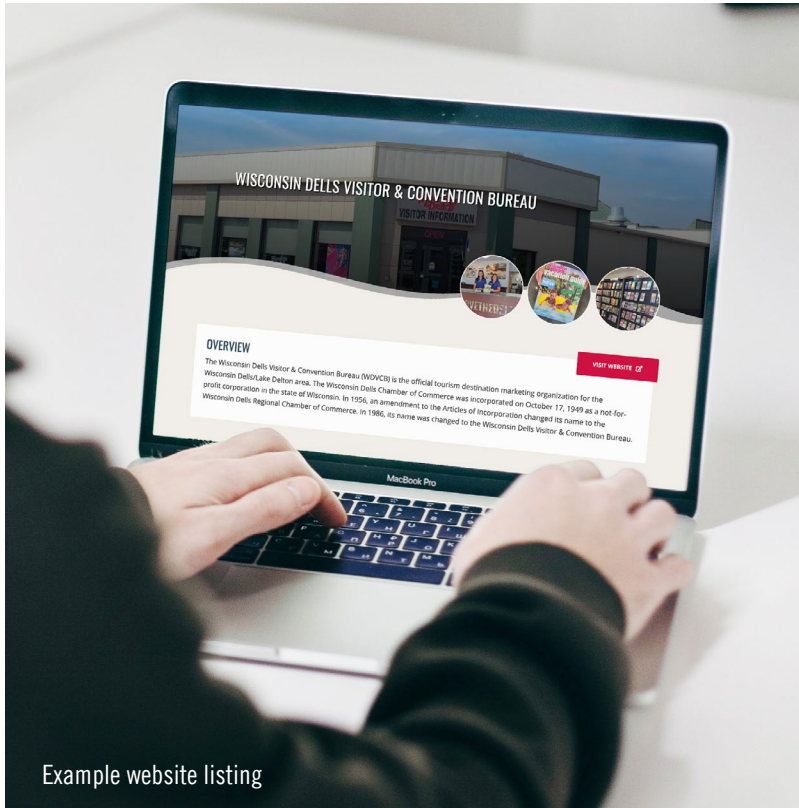 WISCONSIN DELLS VISITOR & CONVENTION BUREAU
VISITOR INFORMATION
OPEN
vacation guide
OVERVIEW
VISIT WEBSITE
The Wisconsin Dells Visitor & Convention Bureau (WDVCB) is the official tourism destination marketing organization for the
Wisconsin Dells/Lake Delton area. The Wisconsin Dells Chamber of Commerce was incorporated on October 17, 1949 as a not-for-
profit corporation in the state of Wisconsin. In 1956, an amendment to the Articles of Incorporation changed its name to the
Wisconsin Dells Regional Chamber of Commerce. In 1986, its name was changed to the Wisconsin Dells Visitor & Convention Bureau.
MacBook Pro
Example website listing